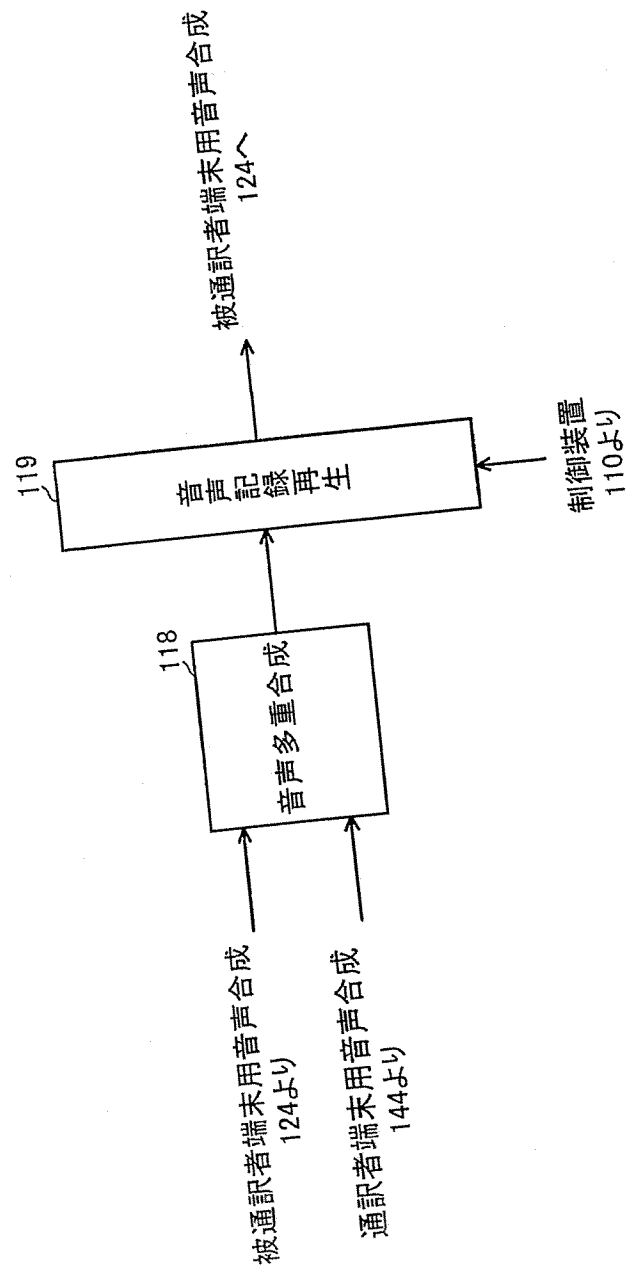 被通訳者端末用音声合成
124より
通訳者端末用音声合成
144より
118
音声多重合成
119
音声記録再生
制御装置
110より
被通訳者端末用音声合成
124へ